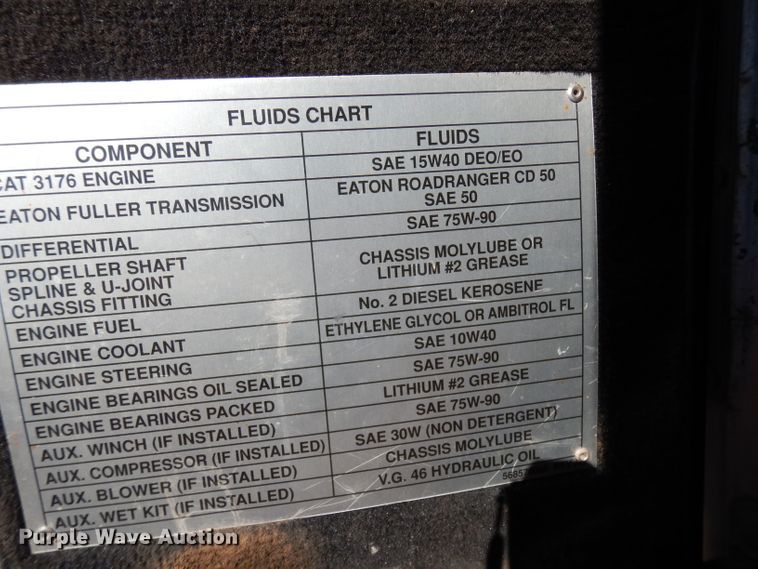 FLUIDS CHART
COMPONENT FLUIDS
CAT 3176 ENGINE SAE 15W40 DEO/EO
EATON FULLER TRANSMISSION EATON ROADRANGER CD 50
SAE 50
DIFFERENTIAL SAE 75W-90
PROPELLER SHAFT
SPLINE & U-JOINT
CHASSIS FITTING
CHASSIS MOLYLUBE OR
LITHIUM #2 GREASE
ENGINE FUEL No. 2 DIESEL KEROSENE
ENGINE COOLANT ETHYLENE GLYCOL OR AMBITROL FL
ENGINE STEERING SAE 10W40
ENGINE BEARINGS OIL SEALED SAE 75W-90
ENGINE BEARINGS PACKED LITHIUM #2 GREASE
AUX. WINCH (IF INSTALLED) SAE 75W-90
AUX. COMPRESSOR (IF INSTALLED) SAE 30W (NON DETERGENT)
AUX. BLOWER (IF INSTALLED) CHASSIS MOLYLUBE
AUX. WET KIT (IF INSTALLED) V.G. 46 HYDRAULIC OIL
Purple Wave Auction